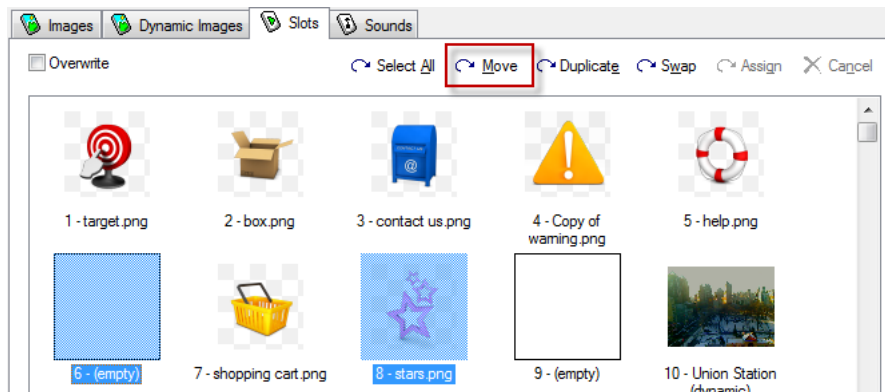 Images Dynamic Images Slots Sounds
Overwrite Select All Move Duplicate Swap Assign Cancel
CONTACT US
@
1 - target.png 2 - box.png 3 - contact us.png 4 - Copy of 5 - help.png
warning.png
6 - (empty) 7 - shopping cart.png 8 - stars.png 9 - (empty) 10 - Union Station
(dynamic)